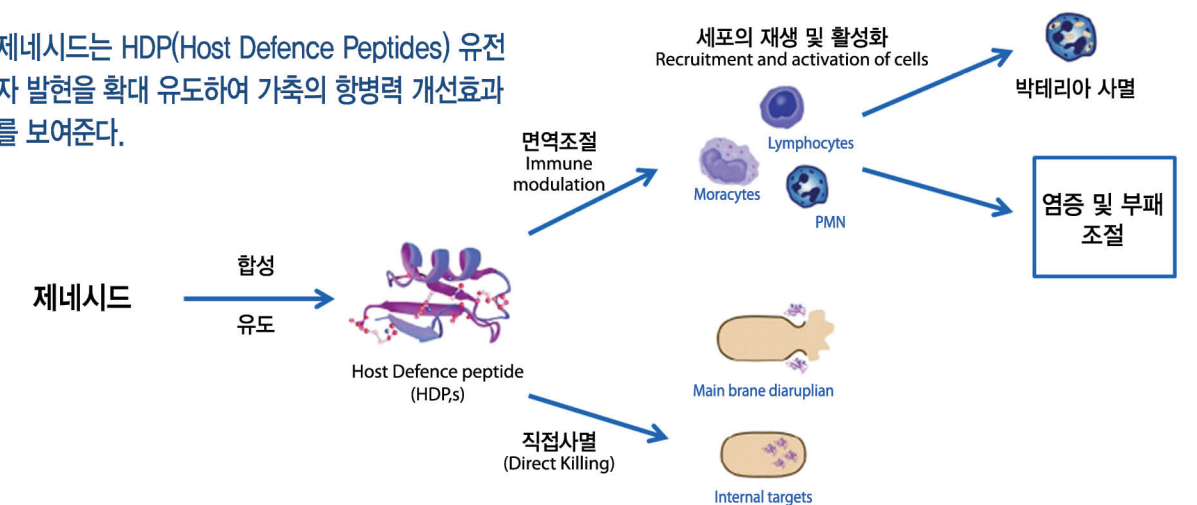 제네시드는 HDP(Host Defence Peptides) 유전
자 발현을 확대 유도하여 가축의 항병력 개선효과
를 보여준다.
세포의 재생 및 활성화
Recruitment and activation of cells
박테리아 사멸
면역조절
Immune
modulation
Lymphocytes
Moracytes
PMN
염증 및 부패
조절
제네시드
합성
유도
Host Defence peptide
(HDP,s)
직접사멸
(Direct Killing)
Main brane diaruplian
Internal targets